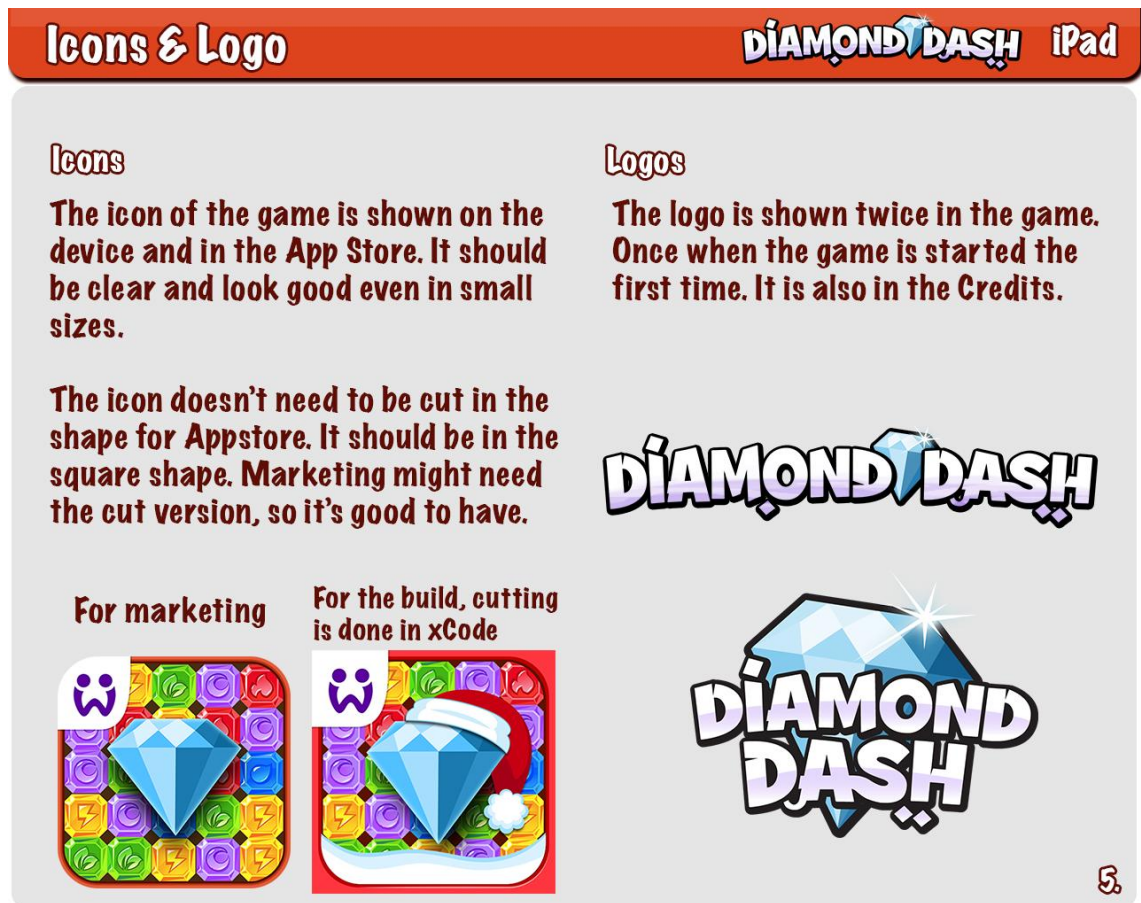 Icons & Logo
DIAMOND DASH iPad
Icons
The icon of the game is shown on the
device and in the App Store. It should
be clear and look good even in small
sizes.
The icon doesn't need to be cut in the
shape for Appstore. It should be in the
square shape. Marketing might need
the cut version, so it's good to have.
For marketing
For the build, cutting
is done in xCode
Logos
The logo is shown twice in the game.
Once when the game is started the
first time. It is also in the Credits.
DIAMOND DASH
DIAMOND
DASH
5.